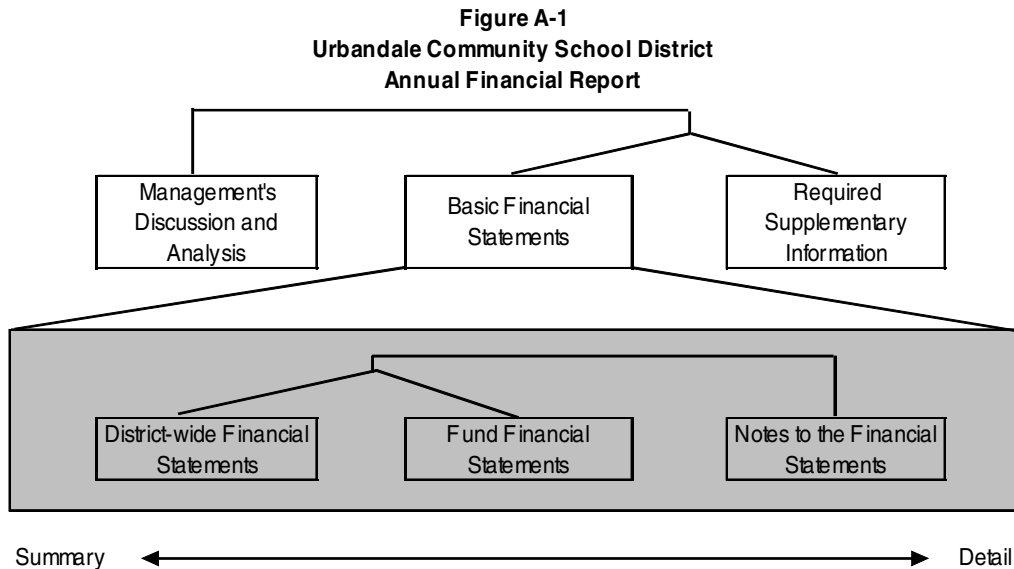 Figure A-1
Urbandale Community School District
Annual Financial Report
Management's
Discussion and
Analysis
Basic Financial
Statements
Required
Supplementary
Information
District-wide Financial
Statements
Fund Financial
Statements
Notes to the Financial
Statements
Summary
Detail